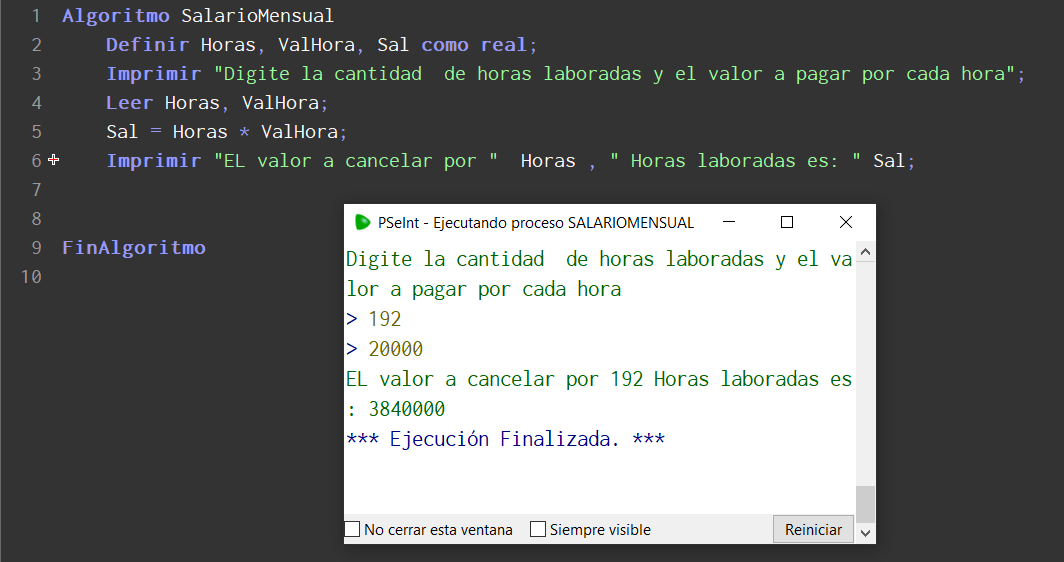 1 Algoritmo SalarioMensual
2 Definir Horas, ValHora, Sal como real;
3 Imprimir "Digite la cantidad  de horas laboradas y el valor a pagar por cada hora";
4 Leer Horas, ValHora;
5 Sal = Horas * ValHora;
6 Imprimir "EL valor a cancelar por "  Horas , " Horas laboradas es: " Sal;
7
8
9 FinAlgoritmo
10
PSeInt - Ejecutando proceso SALARIOMENSUAL
Digite la cantidad  de horas laboradas y el va
lor a pagar por cada hora
> 192
> 20000
EL valor a cancelar por 192 Horas laboradas es
: 3840000
*** Ejecución Finalizada. ***
No cerrar esta ventana Siempre visible Reiniciar